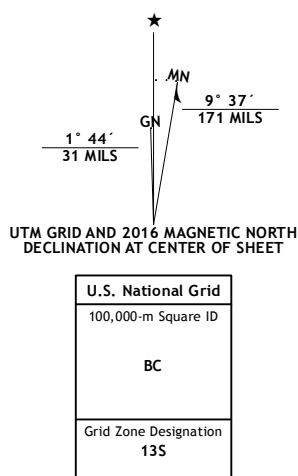 ★
MN
GN
9° 37´
171 MILS
1° 44´
31 MILS
UTM GRID AND 2016 MAGNETIC NORTH
DECLINATION AT CENTER OF SHEET
U.S. National Grid
100,000-m Square ID
BC
Grid Zone Designation
13S